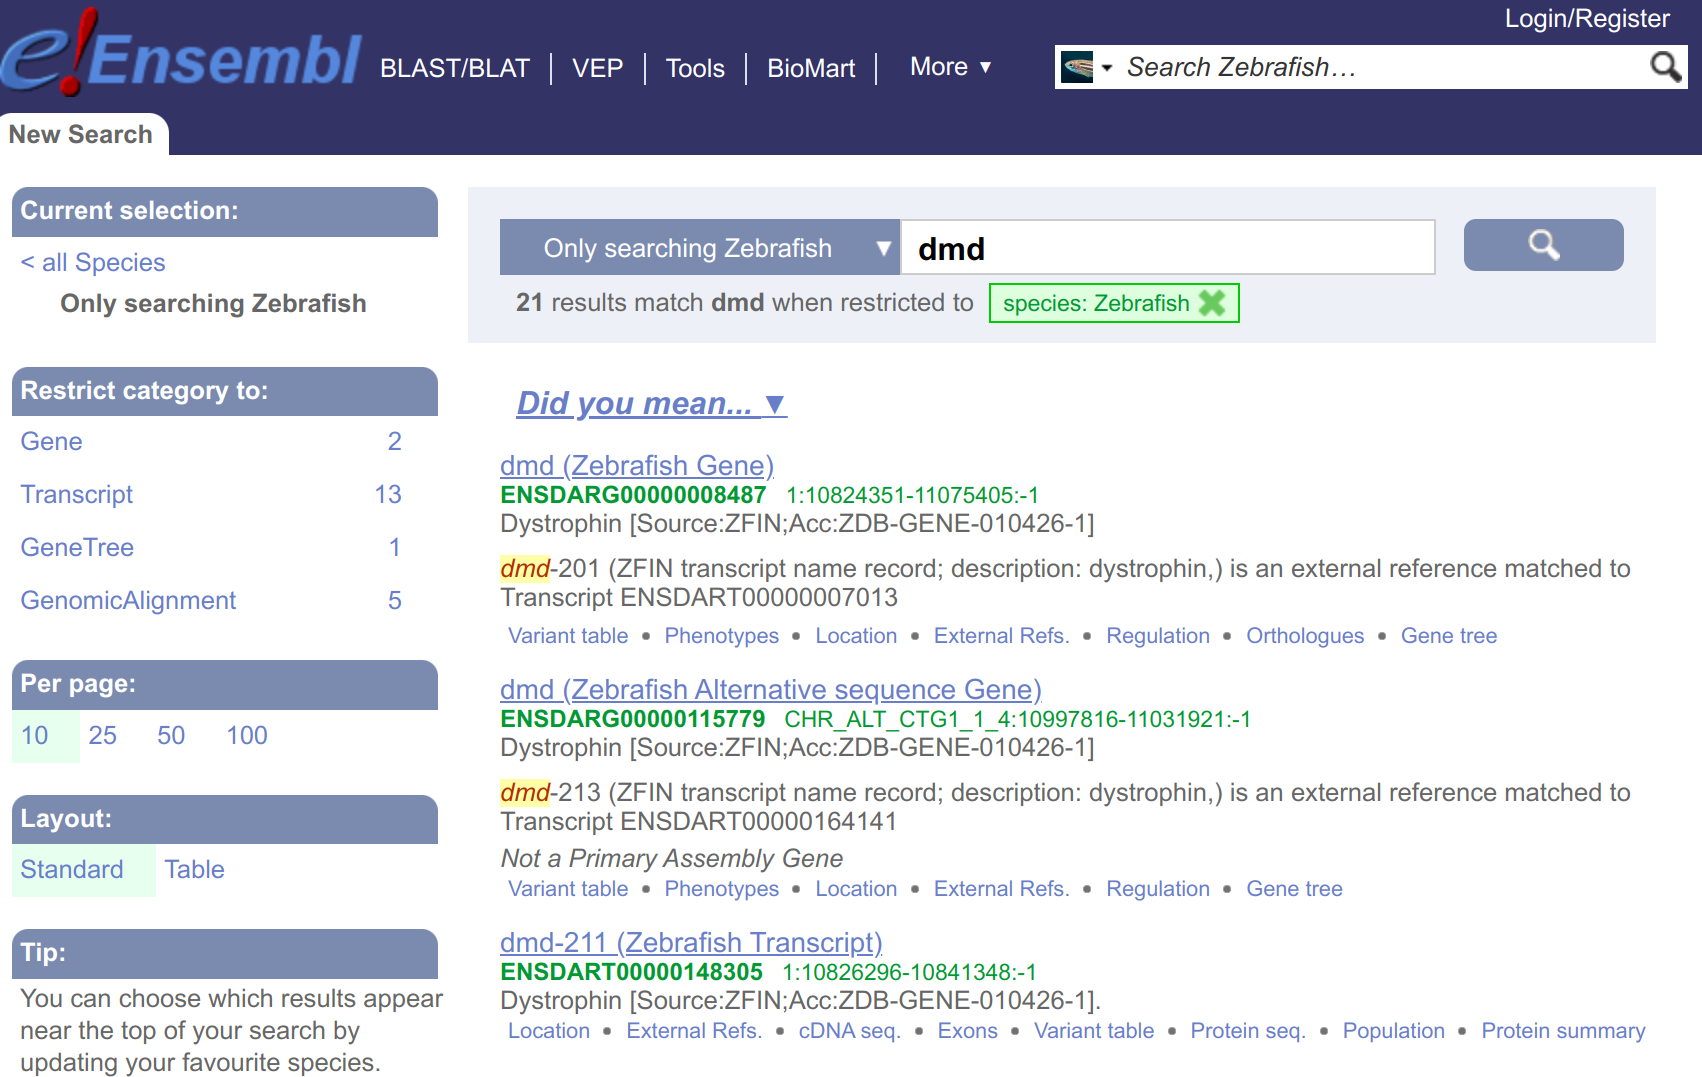 Login/Register
e!Ensembl BLAST/BLAT VEP Tools BioMart More ▼ Search Zebrafish…
New Search
Current selection:
< all Species
Only searching Zebrafish
Restrict category to:
Gene 2
Transcript 13
GeneTree 1
GenomicAlignment 5
Per page:
10 25 50 100
Layout:
Standard Table
Tip:
You can choose which results appear
near the top of your search by
updating your favourite species.
Only searching Zebrafish ▼ dmd
21 results match dmd when restricted to species: Zebrafish
Did you mean... ▼
dmd (Zebrafish Gene)
ENSDARG00000008487 1:10824351-11075405:-1
Dystrophin [Source:ZFIN;Acc:ZDB-GENE-010426-1]
dmd-201 (ZFIN transcript name record; description: dystrophin,) is an external reference matched to
Transcript ENSDART00000007013
Variant table • Phenotypes • Location • External Refs. • Regulation • Orthologues • Gene tree
dmd (Zebrafish Alternative sequence Gene)
ENSDARG00000115779 CHR_ALT_CTG1_1_4:10997816-11031921:-1
Dystrophin [Source:ZFIN;Acc:ZDB-GENE-010426-1]
dmd-213 (ZFIN transcript name record; description: dystrophin,) is an external reference matched to
Transcript ENSDART00000164141
Not a Primary Assembly Gene
Variant table • Phenotypes • Location • External Refs. • Regulation • Gene tree
dmd-211 (Zebrafish Transcript)
ENSDART00000148305 1:10826296-10841348:-1
Dystrophin [Source:ZFIN;Acc:ZDB-GENE-010426-1].
Location • External Refs. • cDNA seq. • Exons • Variant table • Protein seq. • Population • Protein summary